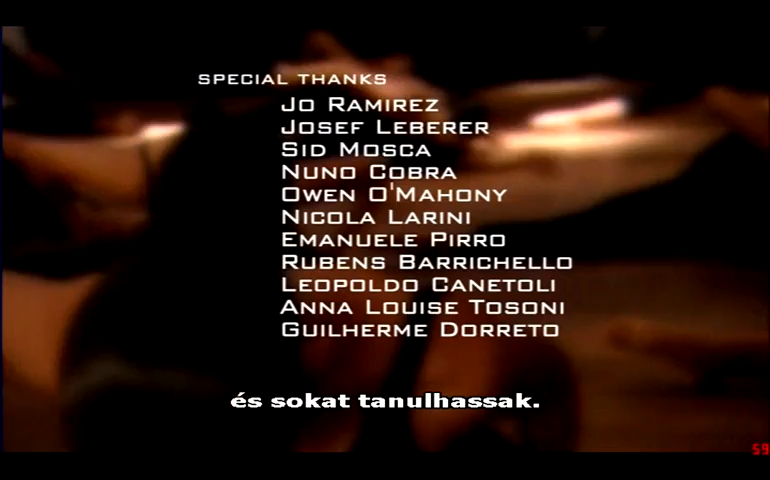 SPECIAL THANKS
JO RAMIREZ
JOSEF LEBERER
SID MOSCA
NUNO COBRA
OWEN O'MAHONY
NICOLA LARINI
EMANUELE PIRRO
RUBENS BARRICHELLO
LEOPOLDO CANETOLI
ANNA LOUISE TOSONI
GUILHERME DORRETO
és sokat tanulhassak.
59